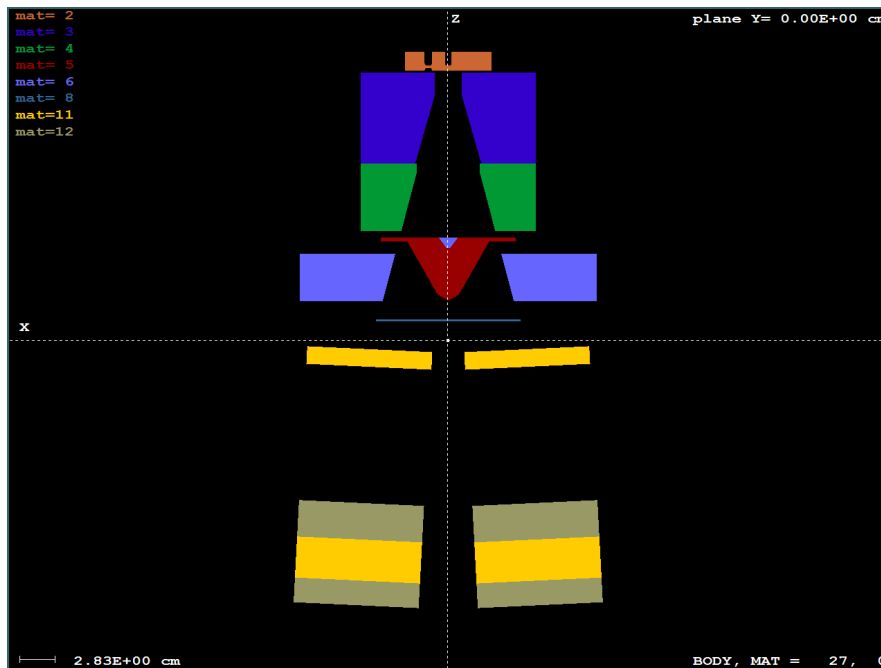 mat= 2
mat= 3
mat= 4
mat= 5
mat= 6
mat= 8
mat=11
mat=12
Z
plane Y= 0.00E+00 cm
X
2.83E+00 cm
BODY, MAT = 27,